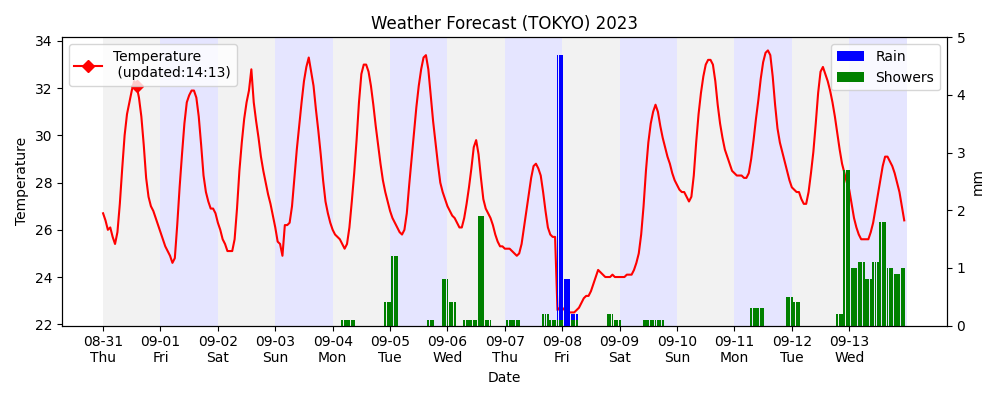 Weather Forecast (TOKYO) 2023
Temperature
(updated:14:13)
Rain
Showers
34
32
30
28
26
24
22
Temperature
5
4
3
2
1
0
mm
08-31 09-01 09-02 09-03 09-04 09-05 09-06 09-07 09-08 09-09 09-10 09-11 09-12 09-13
Thu Fri Sat Sun Mon Tue Wed Thu Fri Sat Sun Mon Tue Wed
Date